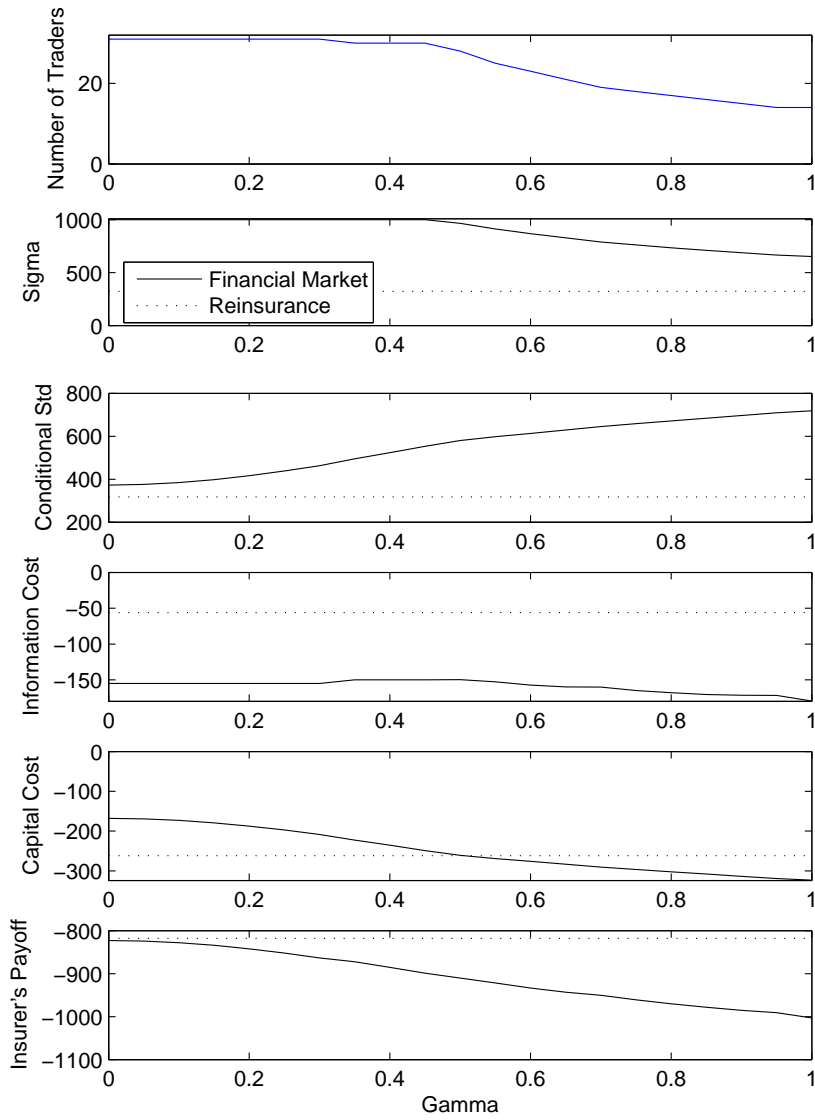 Number of Traders
20
0
0 0.2 0.4 0.6 0.8 1
Sigma
1000
500
0
Financial Market
Reinsurance
0 0.2 0.4 0.6 0.8 1
Conditional Std
800
600
400
200
0 0.2 0.4 0.6 0.8 1
Information Cost
0
−50
−100
−150
0 0.2 0.4 0.6 0.8 1
Capital Cost
0
−100
−200
−300
0 0.2 0.4 0.6 0.8 1
Insurer's Payoff
−800
−900
−1000
−1100
0 0.2 0.4 0.6 0.8 1
Gamma